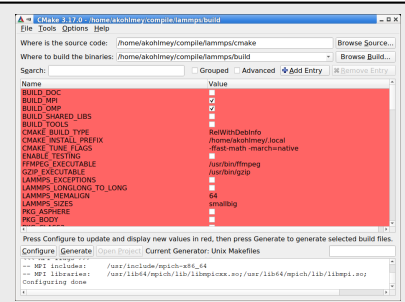 CMake 3.17.0 - /home/akohlmey/compile/lammps/build
File Tools Options Help
Where is the source code: /home/akohlmey/compile/lammps/cmake Browse Source...
Where to build the binaries: /home/akohlmey/compile/lammps/build Browse Build...
Search: Grouped Advanced Add Entry Remove Entry
Name Value
BUILD_DOC
BUILD_MPI
BUILD_OMP
BUILD_SHARED_LIBS
BUILD_TOOLS
CMAKE_BUILD_TYPE RelWithDebInfo
CMAKE_INSTALL_PREFIX /home/akohlmey/.local
CMAKE_TUNE_FLAGS -ffast-math -march=native
ENABLE_TESTING
FFMPEG_EXECUTABLE /usr/bin/ffmpeg
GZIP_EXECUTABLE /usr/bin/gzip
LAMMPS_EXCEPTIONS
LAMMPS_LONGLONG_TO_LONG
LAMMPS_MEMALIGN 64
LAMMPS_SIZES smallbig
PKG_ASPHERE
PKG_BODY
Press Configure to update and display new values in red, then press Generate to generate selected build files.
Configure Generate Open Project Current Generator: Unix Makefiles
-- MPI includes: /usr/include/mpich-x86_64
-- MPI libraries: /usr/lib64/mpich/lib/libmpicxx.so;/usr/lib64/mpich/lib/libmpi.so;
Configuring done